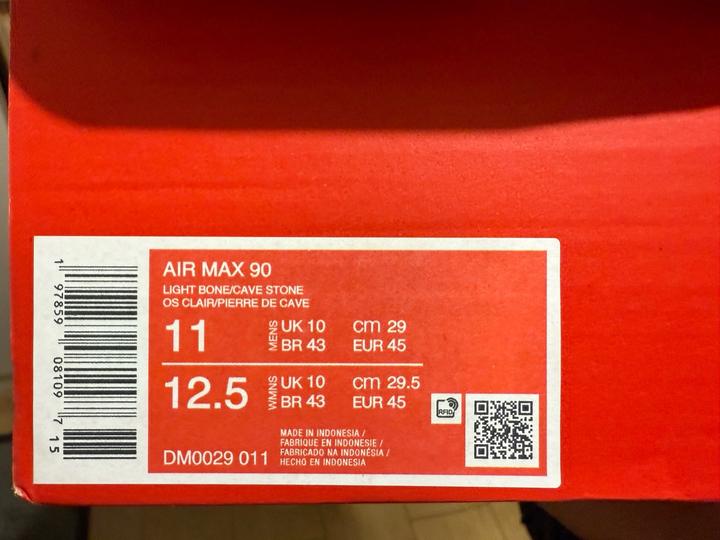 AIR MAX 90
LIGHT BONE/CAVE STONE
OS CLAIR/PIERRE DE CAVE
11 MENS UK 10 cm 29
BR 43 EUR 45
12.5 WMNS UK 10 cm 29.5
BR 43 EUR 45
RFID
MADE IN INDONESIA /
FABRIQUE EN INDONESIE /
FABRICADO NA INDONÉSIA /
HECHO EN INDONESIA
DM0029 011
1 97859 08109 7 15